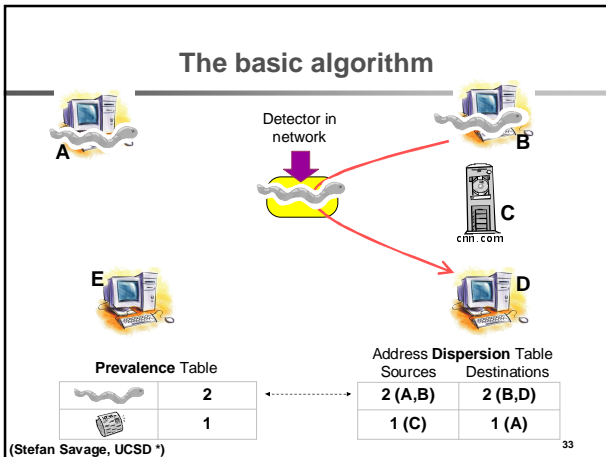 The basic algorithm
Detector in
network
A
B
C
cnn.com
E
D
Prevalence Table
Address Dispersion Table
Sources Destinations
2 2 (A,B) 2 (B,D)
1 1 (C) 1 (A)
(Stefan Savage, UCSD *)
33